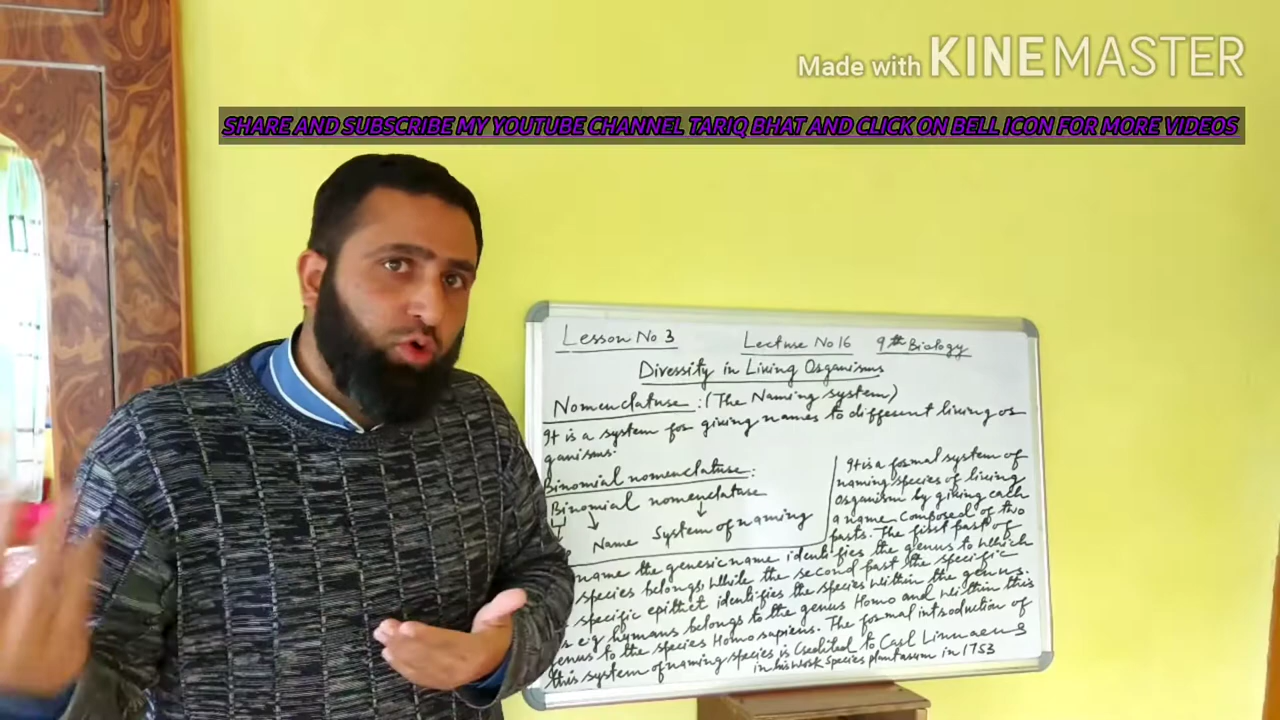 Made with KINEMASTER
SHARE AND SUBSCRIBE MY YOUTUBE CHANNEL TARIQ BHAT AND CLICK ON BELL ICON FOR MORE VIDEOS
Lesson No 3 Lecture No 16 9th Biology
Diversity in Living Organisms
Nomenclature : (The Naming system)
It is a system for giving names to different living or
ganisms.
Binomial nomenclature :
Binomial nomenclature
Name System of naming
It is a formal system of
naming species of living
organism by giving each
a name composed of two
parts. The first part of
name the generic name identifies the genus to which
species belongs, while the second part the specific
specific epithet identifies the species within the genus.
e.g humans belongs to the genus Homo and within this
genus to the species Homo sapiens. The formal introduction of
this system of naming species is credited to Carl Linnaeus
in his work Species plantarum in 1753